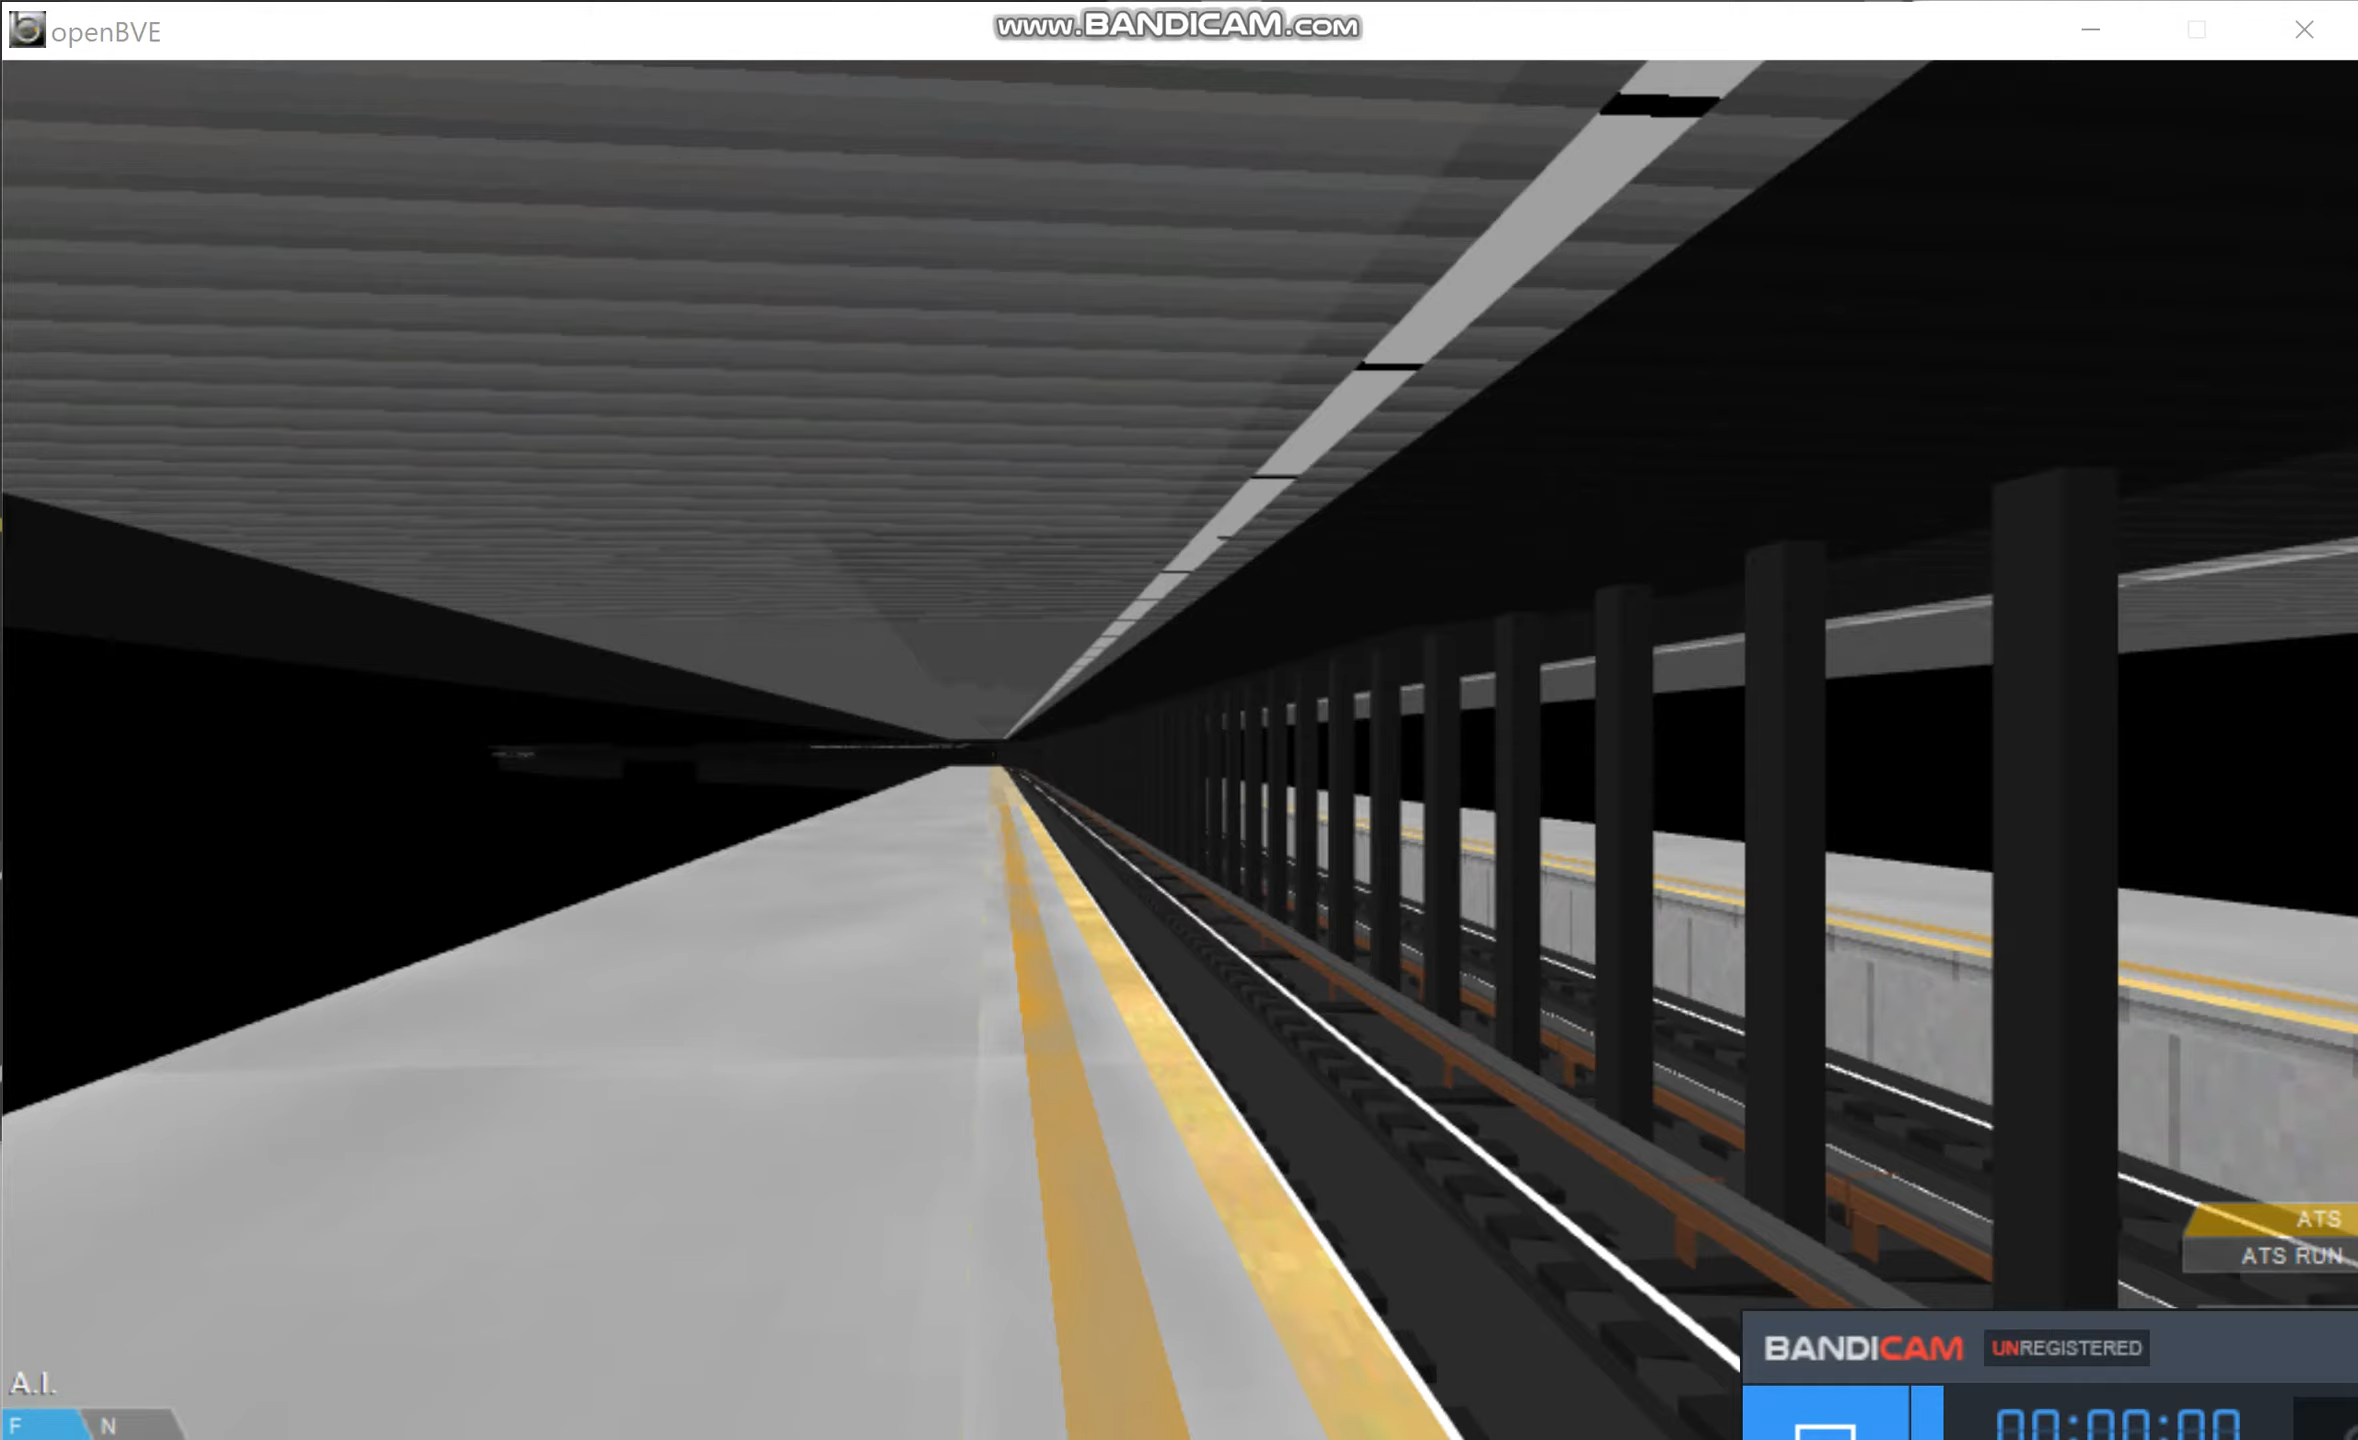 openBVE
www.BANDICAM.com
ATS
ATS RUN
BANDICAM UNREGISTERED
00:00:00
A.I.
F N